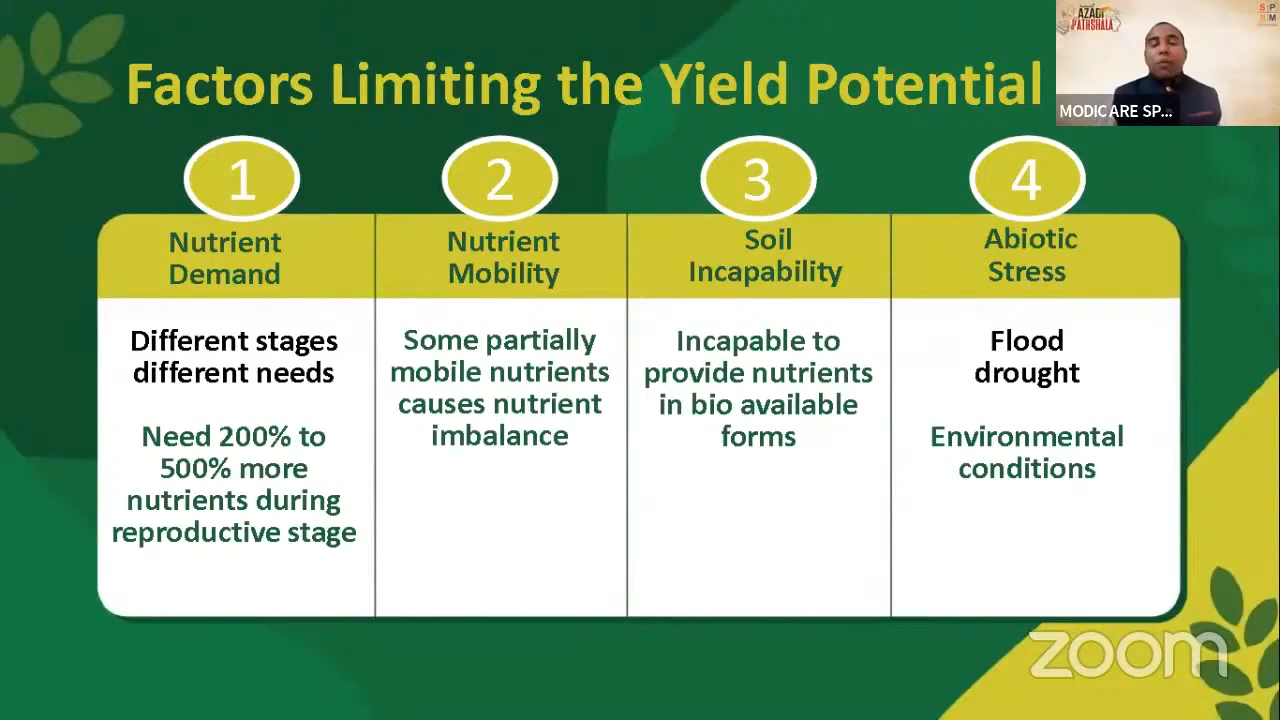 Factors Limiting the Yield Potential
AZADI
PATHSHALA
S P
B M
MODICARE SP...
1
Nutrient
Demand
Different stages
different needs
Need 200% to
500% more
nutrients during
reproductive stage
2
Nutrient
Mobility
Some partially
mobile nutrients
causes nutrient
imbalance
3
Soil
Incapability
Incapable to
provide nutrients
in bio available
forms
4
Abiotic
Stress
Flood
drought
Environmental
conditions
zoom